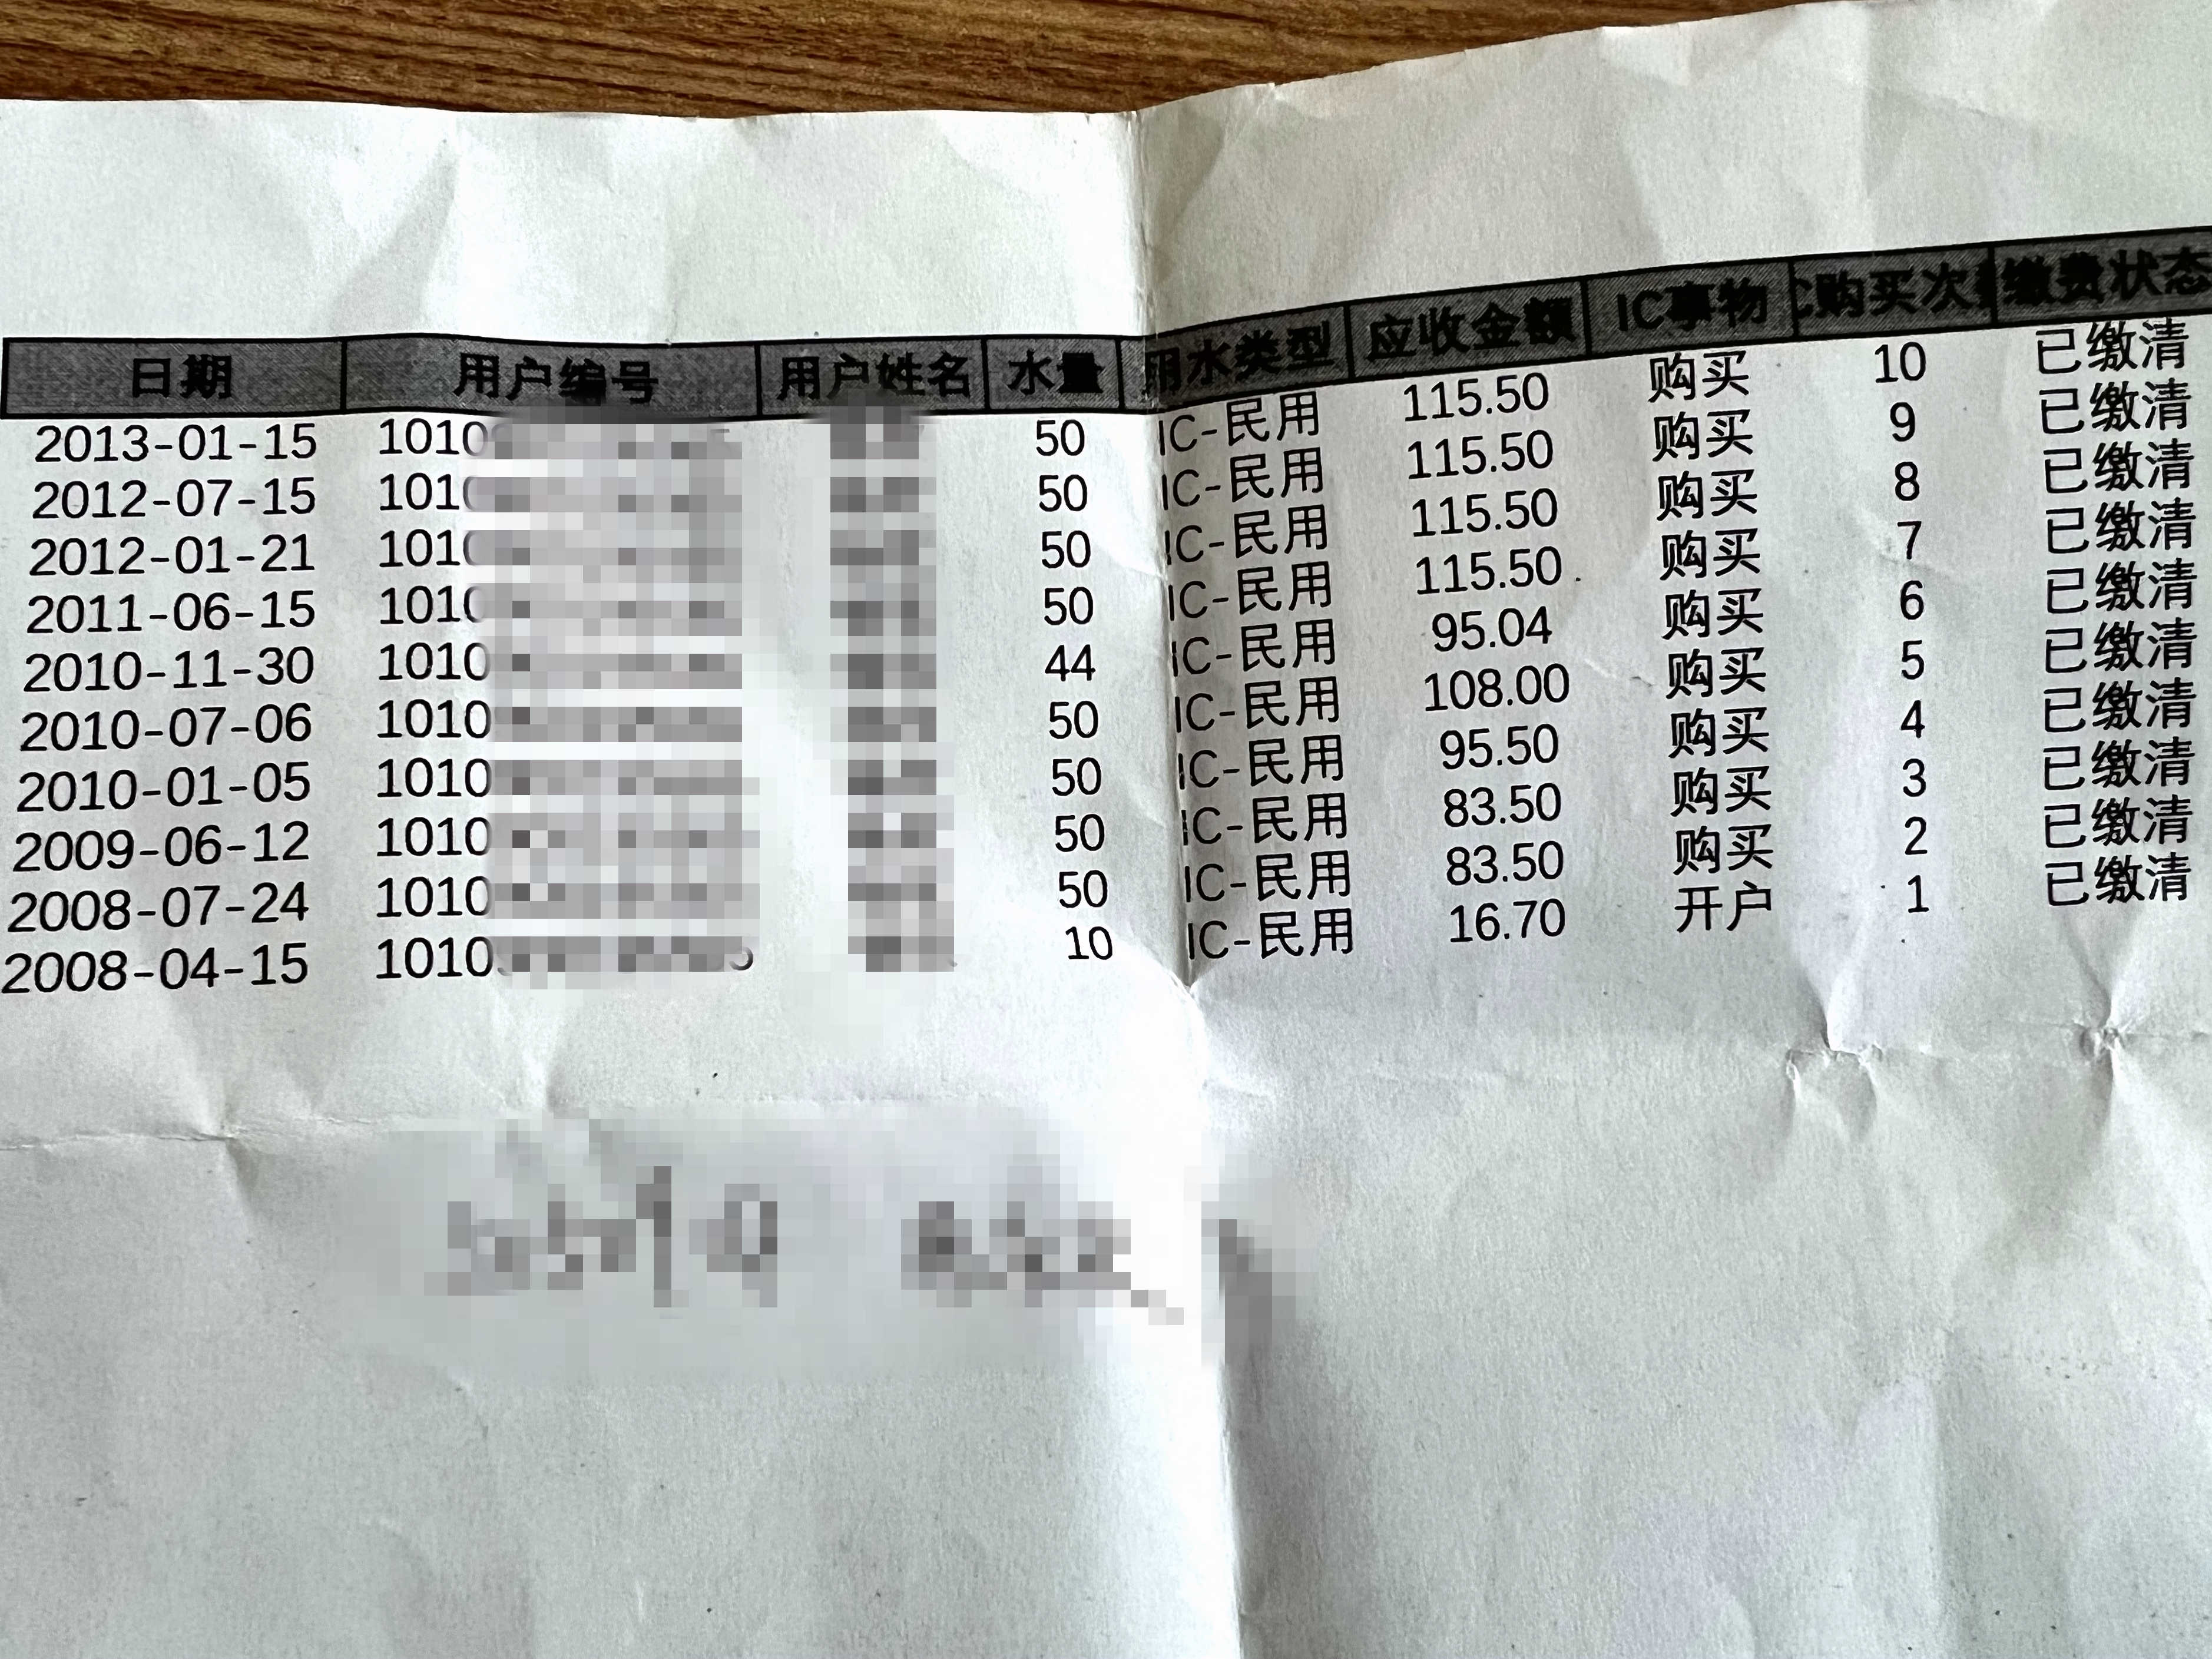 日期 用户编号 用户姓名 水量 用水类型 应收金额 IC事物 购买次 缴费状态
2013-01-15 1010 50 IC-民用 115.50 购买 10 已缴清
2012-07-15 1010 50 IC-民用 115.50 购买 9 已缴清
2012-01-21 1010 50 IC-民用 115.50 购买 8 已缴清
2011-06-15 1010 50 IC-民用 115.50 购买 7 已缴清
2010-11-30 1010 44 IC-民用 95.04 购买 6 已缴清
2010-07-06 1010 50 IC-民用 108.00 购买 5 已缴清
2010-01-05 1010 50 IC-民用 95.50 购买 4 已缴清
2009-06-12 1010 50 IC-民用 83.50 购买 3 已缴清
2008-07-24 1010 50 IC-民用 83.50 购买 2 已缴清
2008-04-15 1010 10 IC-民用 16.70 开户 1 已缴清